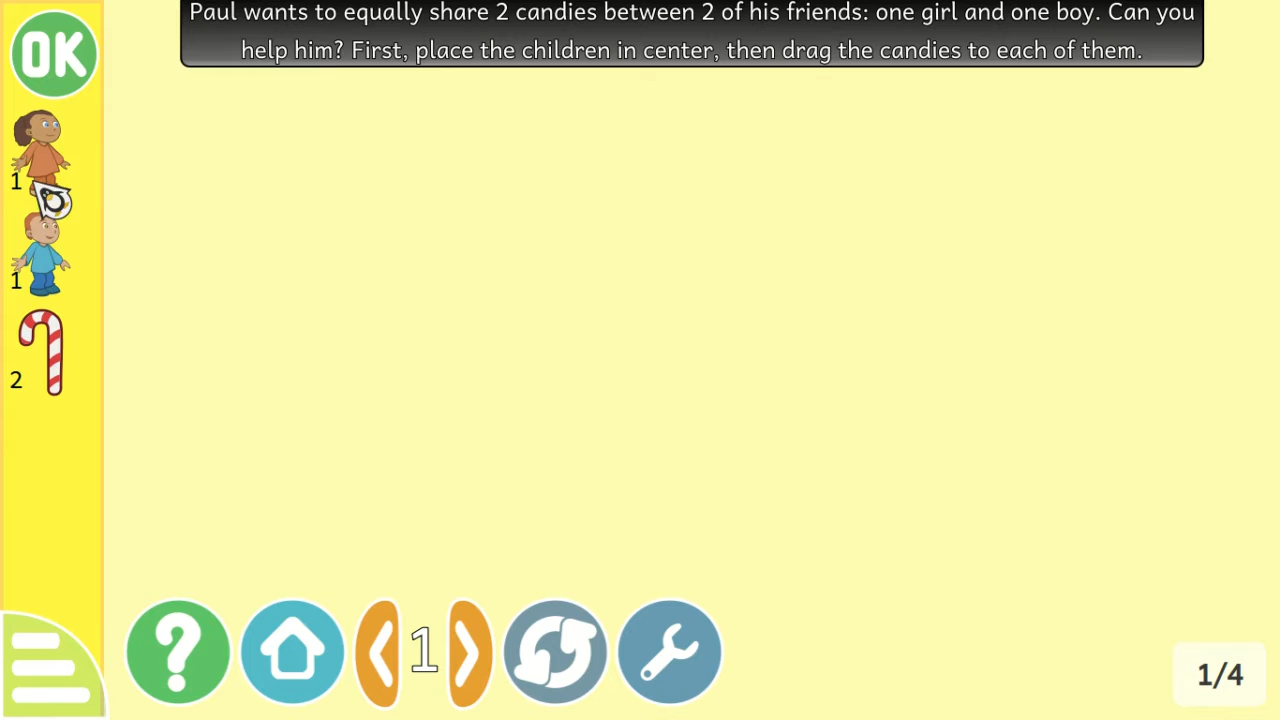 Paul wants to equally share 2 candies between 2 of his friends: one girl and one boy. Can you
help him? First, place the children in center, then drag the candies to each of them.
OK
1
1
2
?
1
1/4